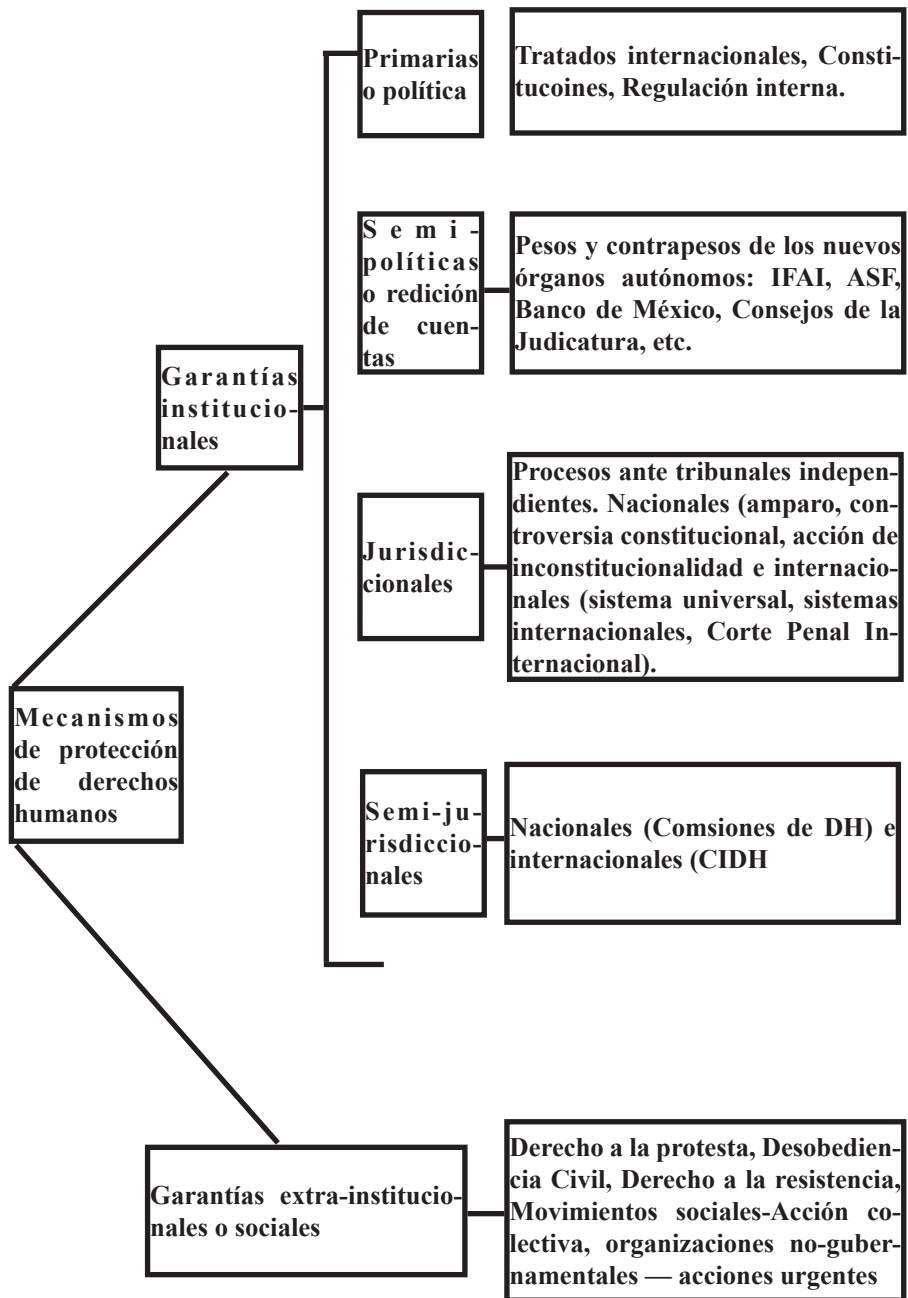 Primarias
o política
Tratados internacionales, Consti-
tucoines, Regulación interna.
Semi-
políticas
o redición
de cuen-
tas
Pesos y contrapesos de los nuevos
órganos autónomos: IFAI, ASF,
Banco de México, Consejos de la
Judicatura, etc.
Garantías
institucio-
nales
Jurisdic-
cionales
Procesos ante tribunales indepen-
dientes. Nacionales (amparo, con-
troversia constitucional, acción de
inconstitucionalidad e internacio-
nales (sistema universal, sistemas
internacionales, Corte Penal In-
ternacional).
Mecanismos
de protección
de derechos
humanos
Semi-ju-
risdiccio-
nales
Nacionales (Comsiones de DH) e
internacionales (CIDH
Garantías extra-institucio-
nales o sociales
Derecho a la protesta, Desobedien-
cia Civil, Derecho a la resistencia,
Movimientos sociales-Acción co-
lectiva, organizaciones no-guber-
namentales — acciones urgentes